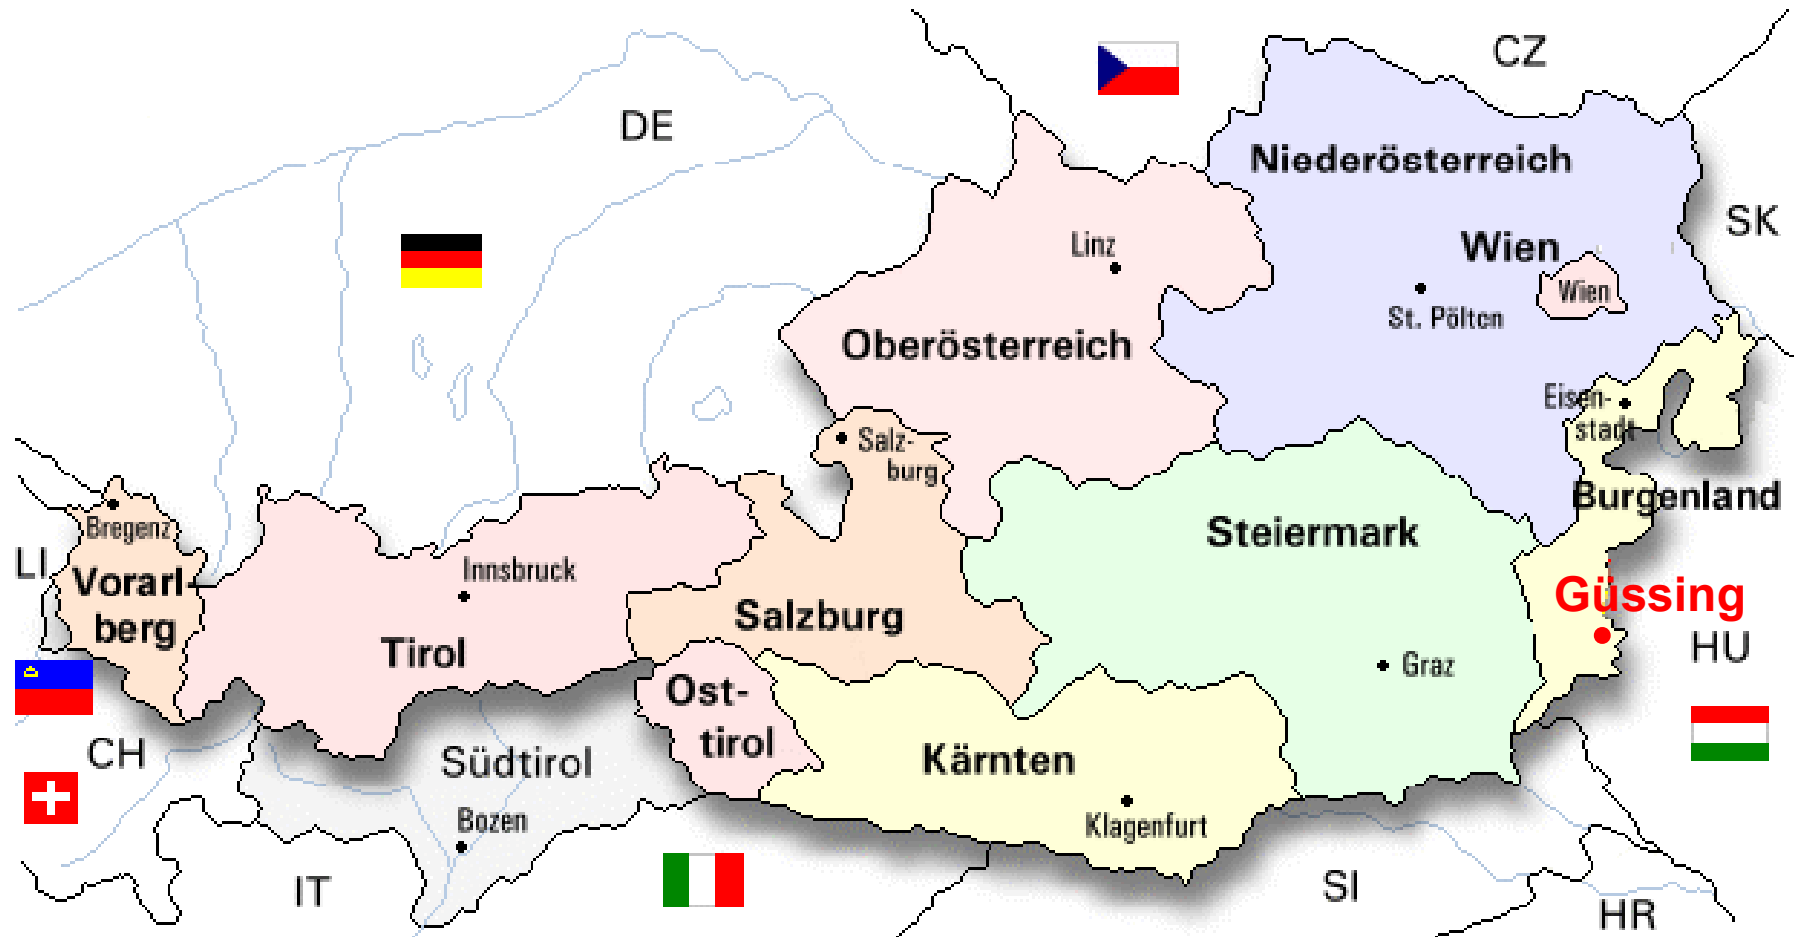 CZ
DE
Niederösterreich
SK
Linz
Wien
Wien
St. Pölten
Oberösterreich
Eisen-
stadt
Salz-
burg
Burgenland
Bregenz
Steiermark
LI
Innsbruck
Vorarl-
berg
Güssing
Salzburg
Tirol
HU
Graz
Ost-
tirol
CH
Südtirol
Kärnten
Bozen
Klagenfurt
IT
SI
HR